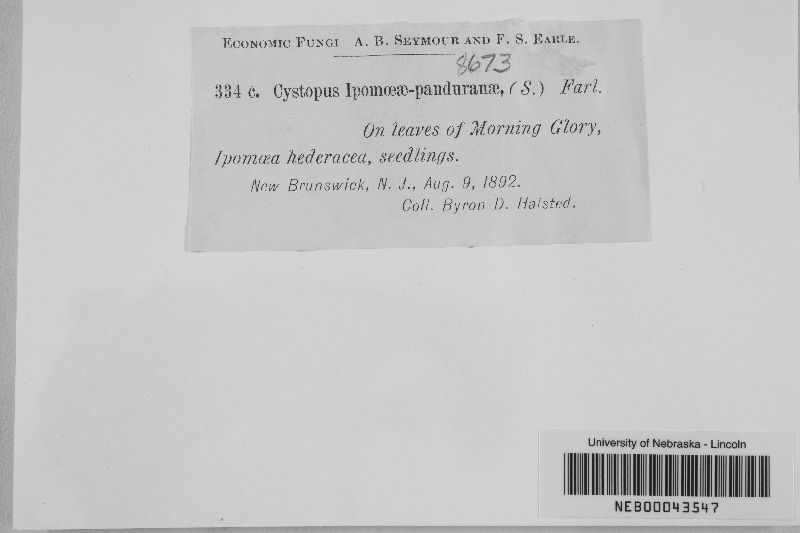 Economic Fungi A. B. Seymour and F. S. Earle.
8673
334 c. Cystopus Ipomœæ-panduranæ, (S.) Farl.
On leaves of Morning Glory,
Ipomœa hederacea, seedlings.
New Brunswick, N. J., Aug. 9, 1892.
Coll. Byron D. Halsted.
University of Nebraska - Lincoln
NEB00043547